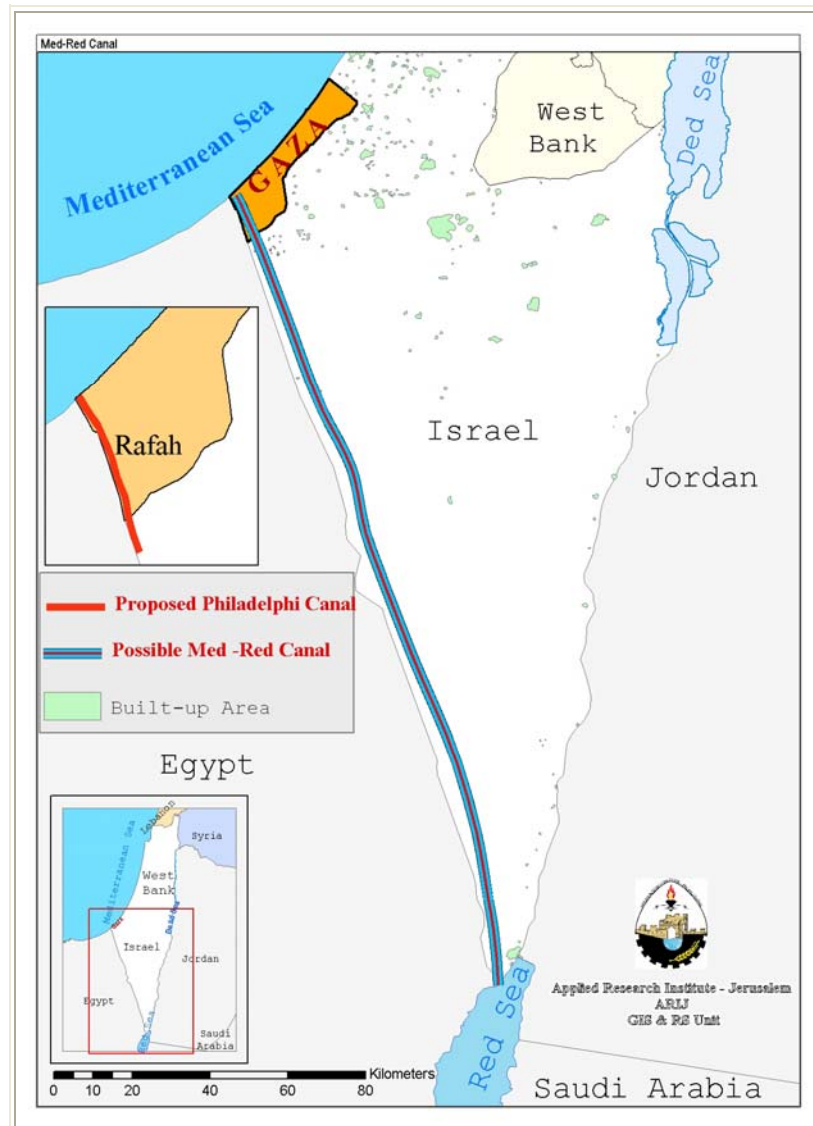 Med-Red Canal
Mediterranean Sea
GAZA
West
Bank
Ded Sea
Israel
Jordan
Rafah
Proposed Philadelphi Canal
Possible Med -Red Canal
Built-up Area
Egypt
Lebanon
Syria
Mediterranean Sea
West
Bank
Dead Sea
Israel
Jordan
Egypt
Saudi
Arabia
Red Sea
Applied Research Institute - Jerusalem
ARIJ
GIS & RS Unit
Saudi Arabia
Kilometers
0 10 20 40 60 80